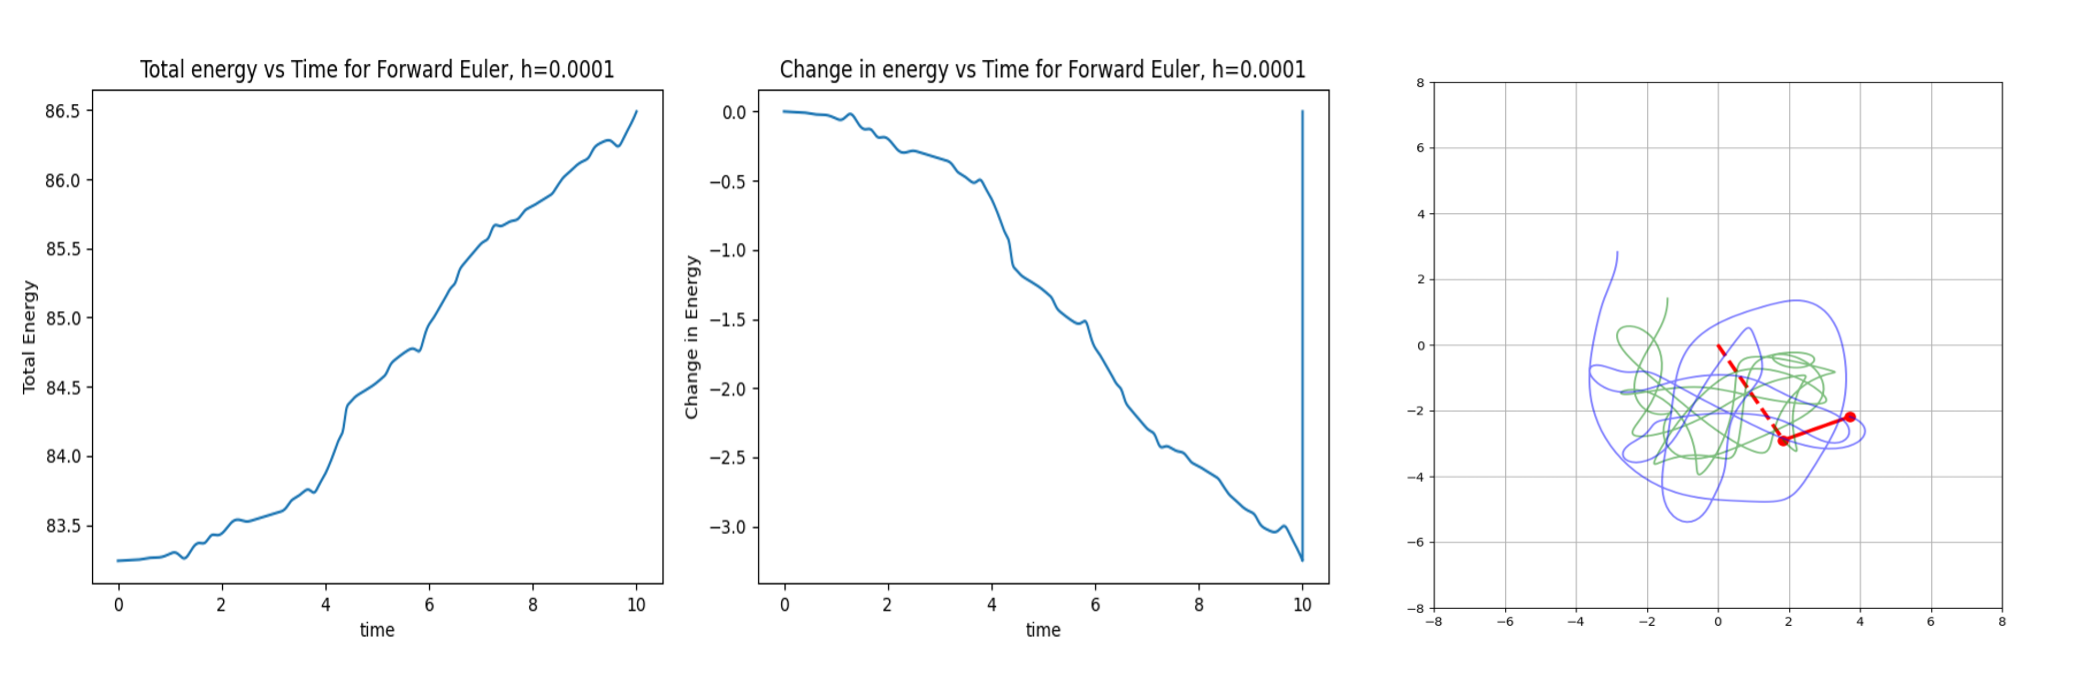 Total energy vs Time for Forward Euler, h=0.0001
Total Energy
86.5
86.0
85.5
85.0
84.5
84.0
83.5
0 2 4 6 8 10
time
Change in energy vs Time for Forward Euler, h=0.0001
Change in Energy
0.0
−0.5
−1.0
−1.5
−2.0
−2.5
−3.0
0 2 4 6 8 10
time
8
6
4
2
0
−2
−4
−6
−8
−8 −6 −4 −2 0 2 4 6 8